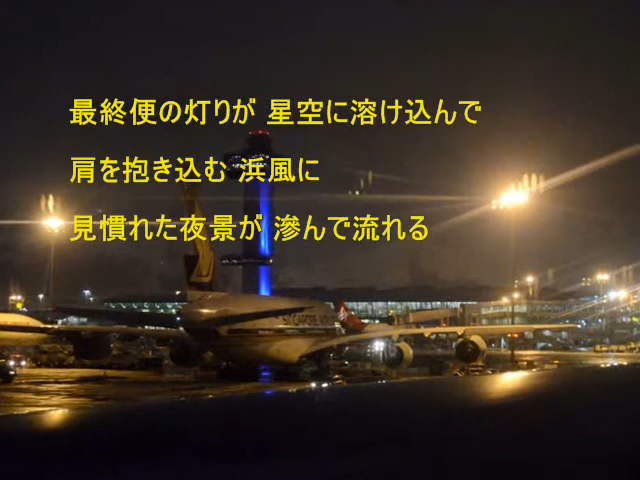 最終便の灯りが 星空に溶け込んで
肩を抱き込む 浜風に
見慣れた夜景が 滲んで流れる